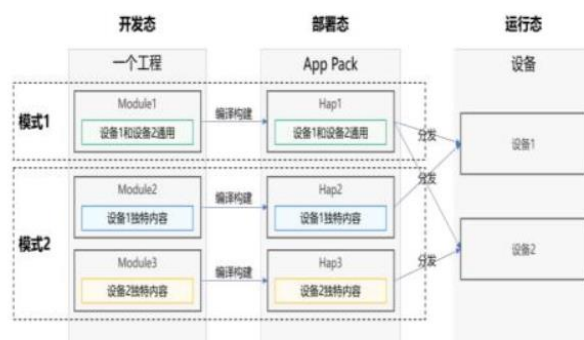 开发态
部署态
运行态
一个工程
App Pack
设备
模式1
Module1
设备1和设备2通用
编译构建
Hap1
设备1和设备2通用
分发
设备1
模式2
Module2
设备1独特内容
编译构建
Hap2
设备1独特内容
分发
设备2
Module3
设备2独特内容
编译构建
Hap3
设备2独特内容
分发